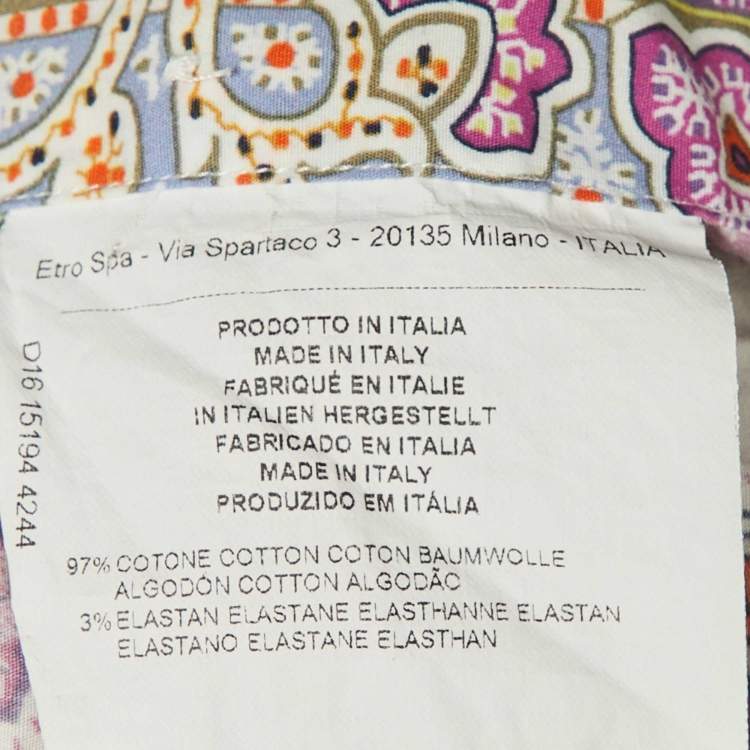 Etro Spa - Via Spartaco 3 - 20135 Milano - ITALIA
PRODOTTO IN ITALIA
MADE IN ITALY
FABRIQUÉ EN ITALIE
IN ITALIEN HERGESTELLT
FABRICADO EN ITALIA
MADE IN ITALY
PRODUZIDO EM ITÁLIA
D16 15194 4244
97% COTONE COTTON COTON BAUMWOLLE
ALGODÓN COTTON ALGODÃO
3% ELASTAN ELASTANE ELASTHANNE ELASTAN
ELASTANO ELASTANE ELASTHAN